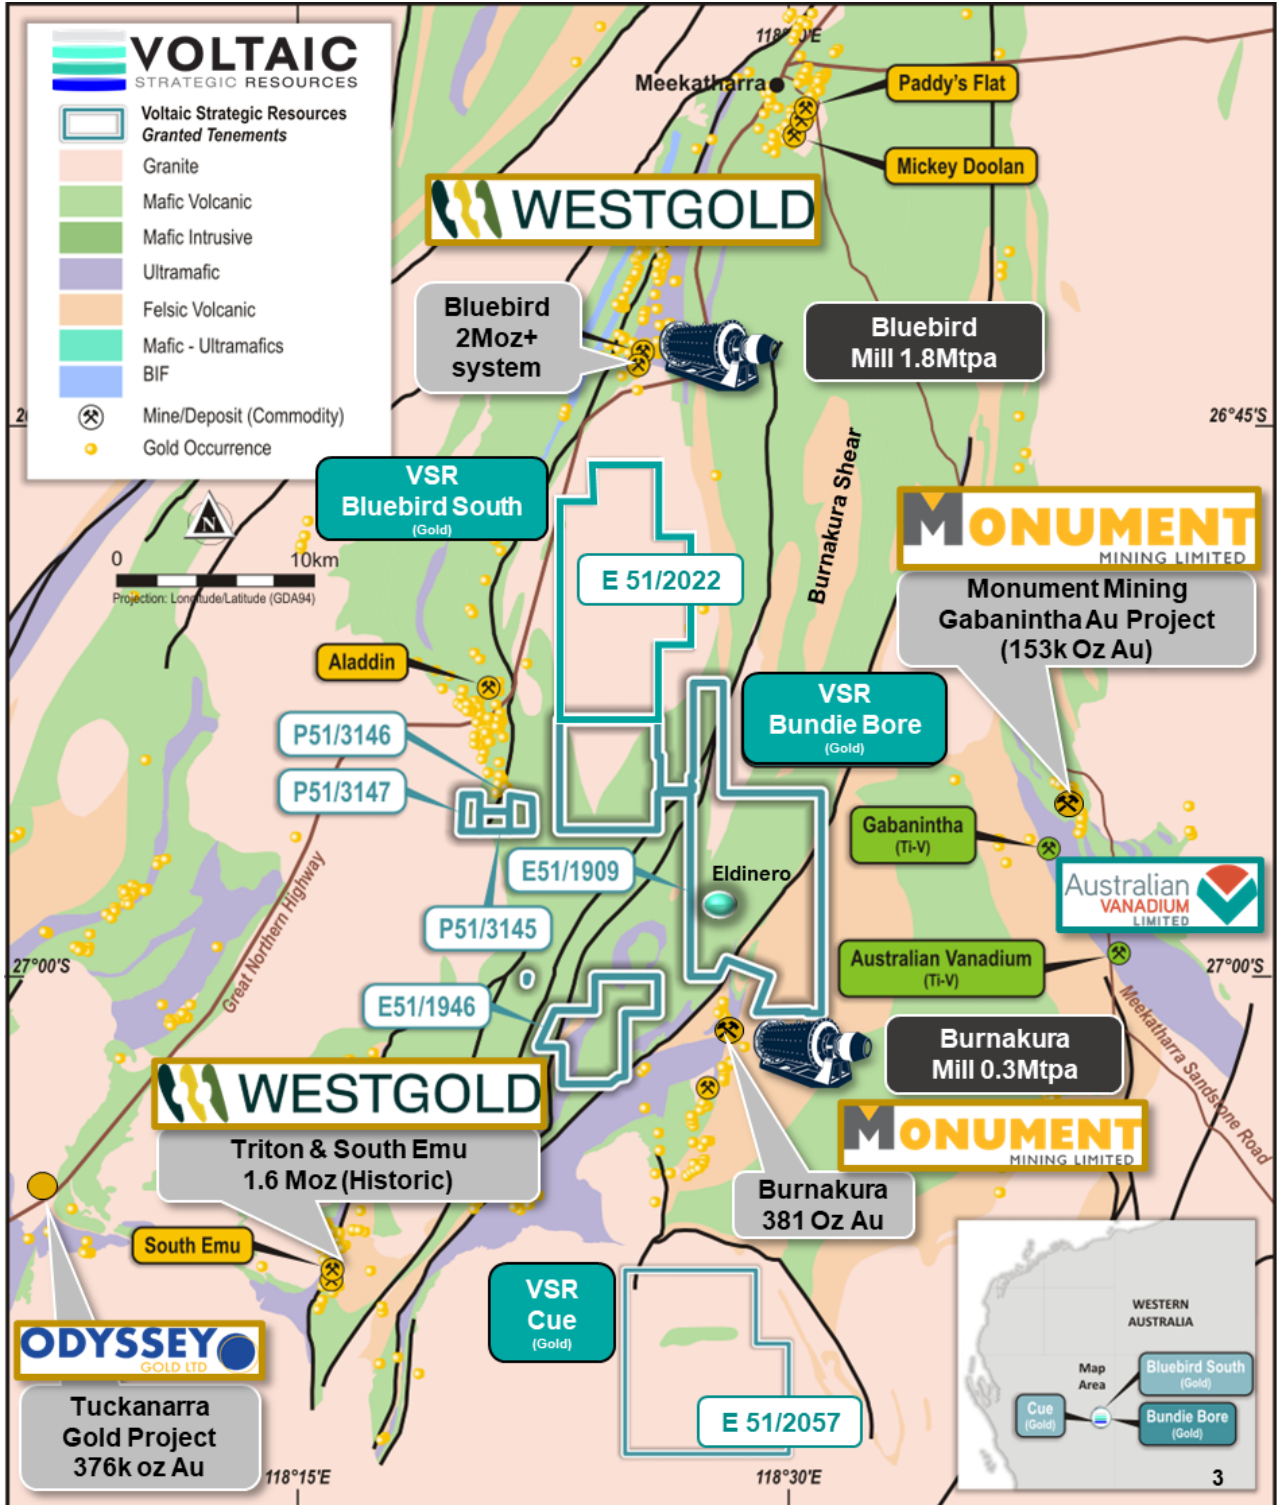 VOLTAIC
STRATEGIC RESOURCES
Voltaic Strategic Resources
Granted Tenements
Granite
Mafic Volcanic
Mafic Intrusive
Ultramafic
Felsic Volcanic
Mafic - Ultramafics
BIF
Mine/Deposit (Commodity)
Gold Occurrence
Meekatharra
Paddy's Flat
Mickey Doolan
WESTGOLD
Bluebird
2Moz+
system
Bluebird
Mill 1.8Mtpa
26°45'S
VSR
Bluebird South
(Gold)
N
0 10km
Projection: Longitude/Latitude (GDA94)
E 51/2022
Burnakura Shear
MONUMENT
MINING LIMITED
Monument Mining
Gabanintha Au Project
(153k Oz Au)
Aladdin
VSR
Bundie Bore
(Gold)
P51/3146
P51/3147
Gabanintha
(Ti-V)
E51/1909
Eldinero
Australian
VANADIUM
LIMITED
P51/3145
Great Northern Highway
Australian Vanadium
(Ti-V)
27°00'S
27°00'S
E51/1946
Meekatharra Sandstone Road
Burnakura
Mill 0.3Mtpa
WESTGOLD
Triton & South Emu
1.6 Moz (Historic)
MONUMENT
MINING LIMITED
Burnakura
381 Oz Au
South Emu
VSR
Cue
(Gold)
ODYSSEY
GOLD LTD
Tuckanarra
Gold Project
376k oz Au
E 51/2057
118°15'E
118°30'E
WESTERN
AUSTRALIA
Map
Area
Bluebird South
(Gold)
Cue
(Gold)
Bundie Bore
(Gold)
3